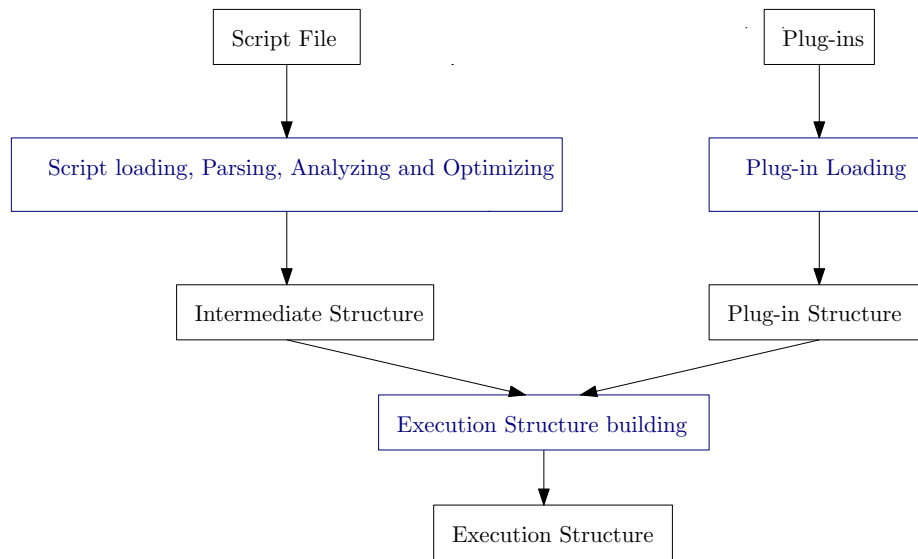 Script File
Plug-ins
Script loading, Parsing, Analyzing and Optimizing
Plug-in Loading
Intermediate Structure
Plug-in Structure
Execution Structure building
Execution Structure